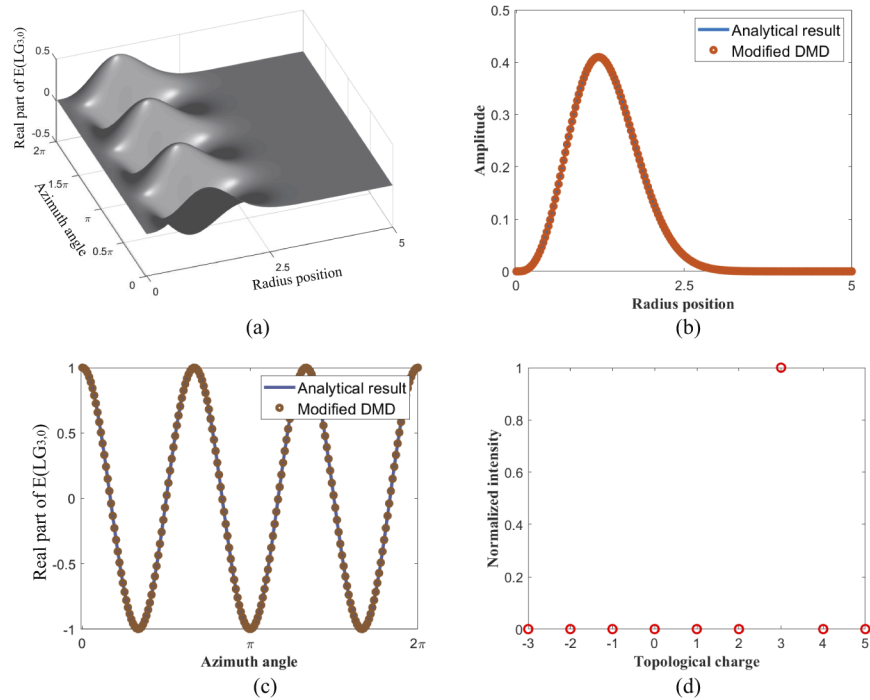 Real part of E(LG3,0)
0.5
0
-0.5
2π
1.5π
π
0.5π
0
Azimuth angle
0
2.5
5
Radius position
(a)
0.5
0.4
0.3
0.2
0.1
0
Amplitude
Analytical result
Modified DMD
0
2.5
5
Radius position
(b)
1
0.5
0
-0.5
-1
Real part of E(LG3,0)
Analytical result
Modified DMD
0
π
2π
Azimuth angle
(c)
1
0.8
0.6
0.4
0.2
0
Normalized intensity
-3 -2 -1 0 1 2 3 4 5
Topological charge
(d)